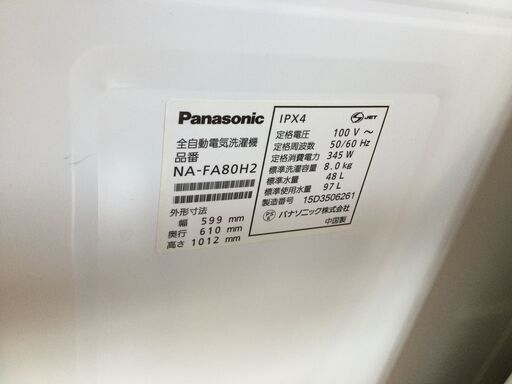 Panasonic
全自動電気洗濯機
品番
NA-FA80H2
外形寸法
幅 599 mm
奥行 610 mm
高さ 1012 mm
IPX4
JET
定格電圧 100 V ～
定格周波数 50/60 Hz
定格消費電力 345 W
標準洗濯容量 8.0 kg
標準水量 48 L
標準使用水量 97 L
製造番号 15D3506261
パナソニック株式会社
中国製